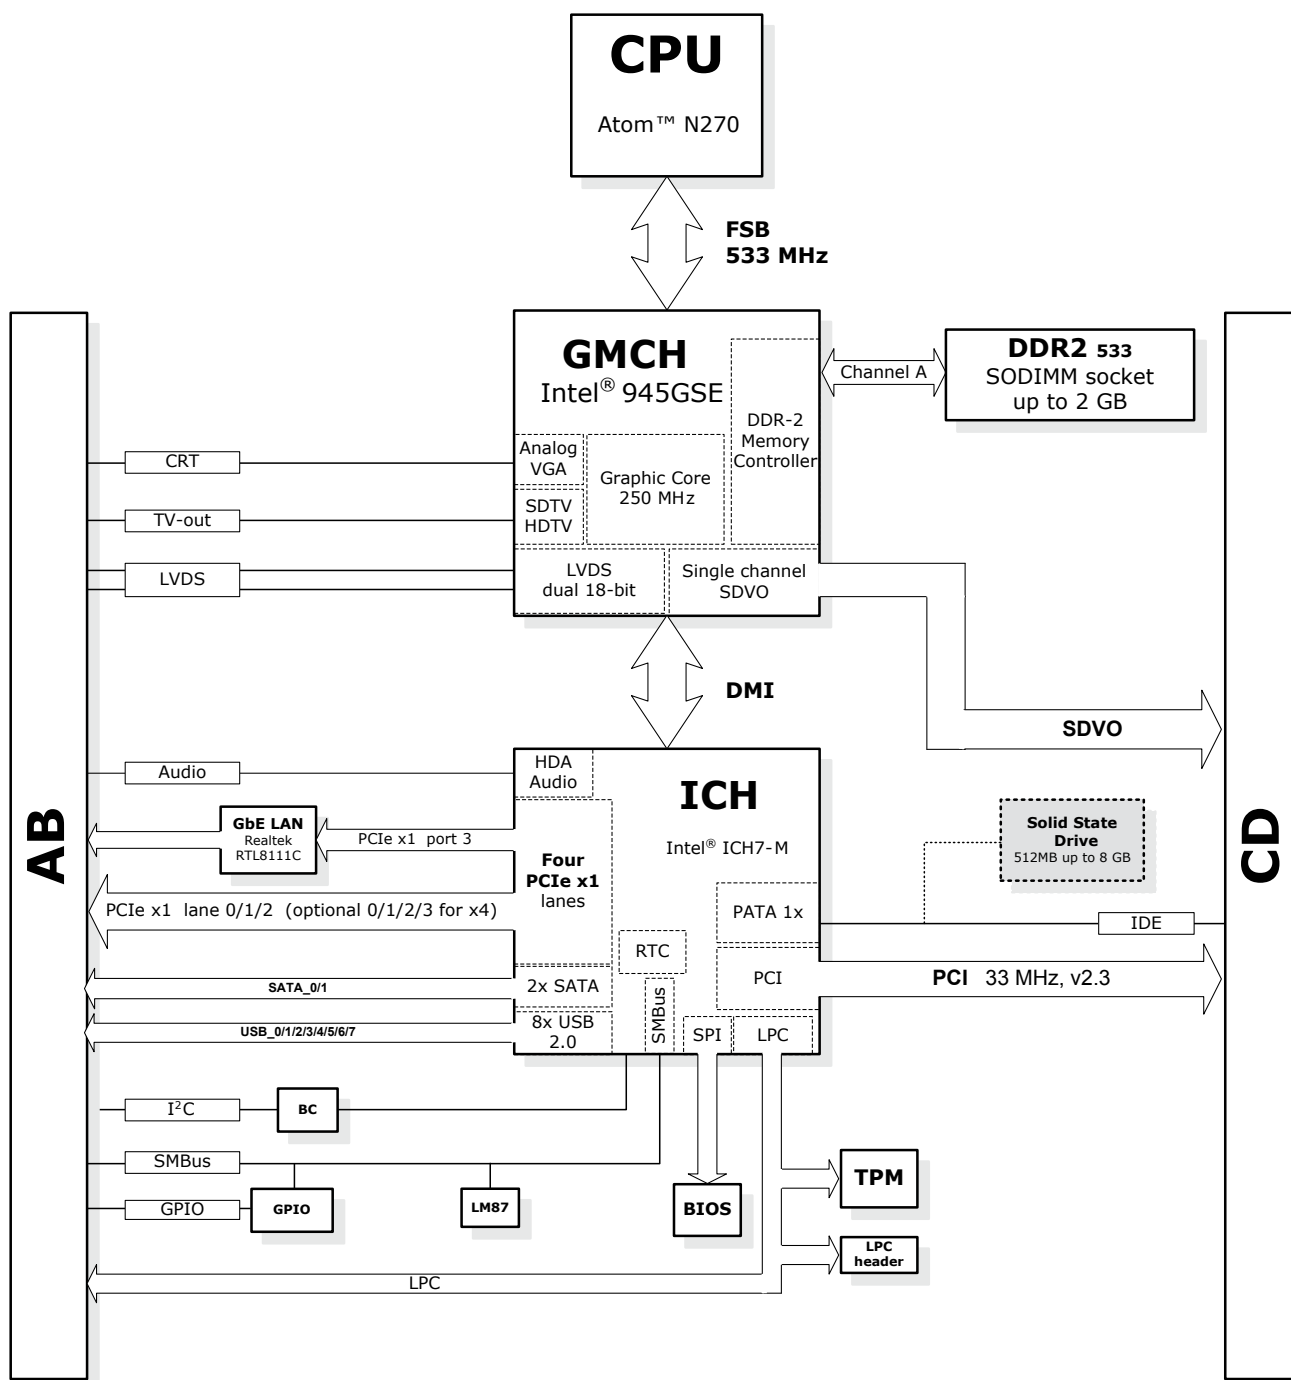 CPU
Atom™ N270
FSB
533 MHz
GMCH
Intel® 945GSE
DDR-2
Memory
Controller
Analog
VGA
Graphic Core
250 MHz
SDTV
HDTV
LVDS
dual 18-bit
Single channel
SDVO
Channel A
DDR2 533
SODIMM socket
up to 2 GB
CRT
TV-out
LVDS
DMI
SDVO
AB
CD
Audio
HDA
Audio
ICH
Intel® ICH7-M
GbE LAN
Realtek
RTL8111C
PCIe x1 port 3
Four
PCIe x1
lanes
PCIe x1 lane 0/1/2 (optional 0/1/2/3 for x4)
Solid State
Drive
512MB up to 8 GB
PATA 1x
IDE
RTC
PCI
PCI 33 MHz, v2.3
SATA_0/1
2x SATA
USB_0/1/2/3/4/5/6/7
8x USB
2.0
SMBus
SPI
LPC
I²C
BC
SMBus
GPIO
GPIO
LM87
BIOS
TPM
LPC
header
LPC